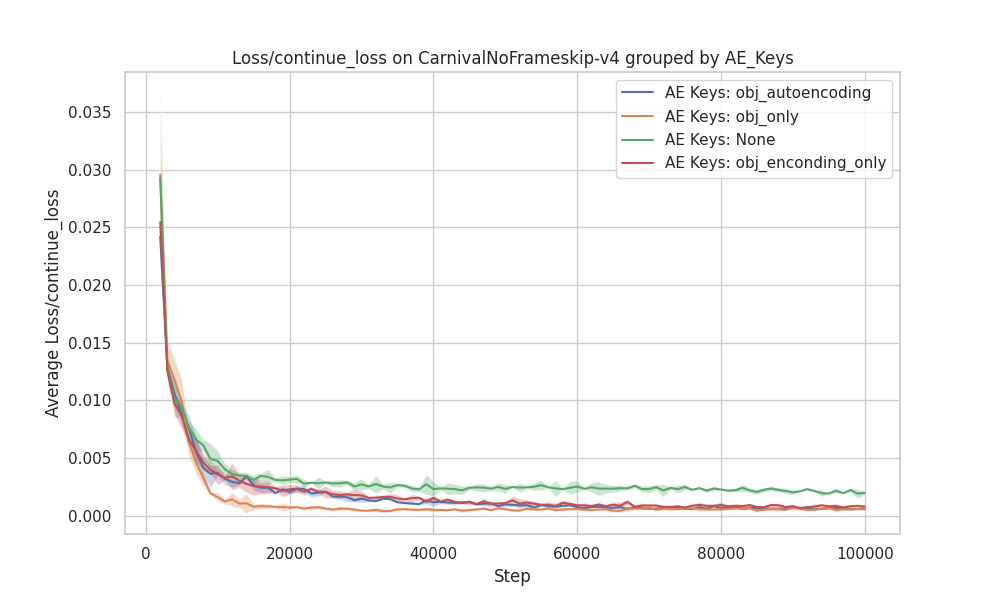 Loss/continue_loss on CarnivalNoFrameskip-v4 grouped by AE_Keys
AE Keys: obj_autoencoding
AE Keys: obj_only
AE Keys: None
AE Keys: obj_enconding_only
Average Loss/continue_loss
0.035
0.030
0.025
0.020
0.015
0.010
0.005
0.000
0 20000 40000 60000 80000 100000
Step